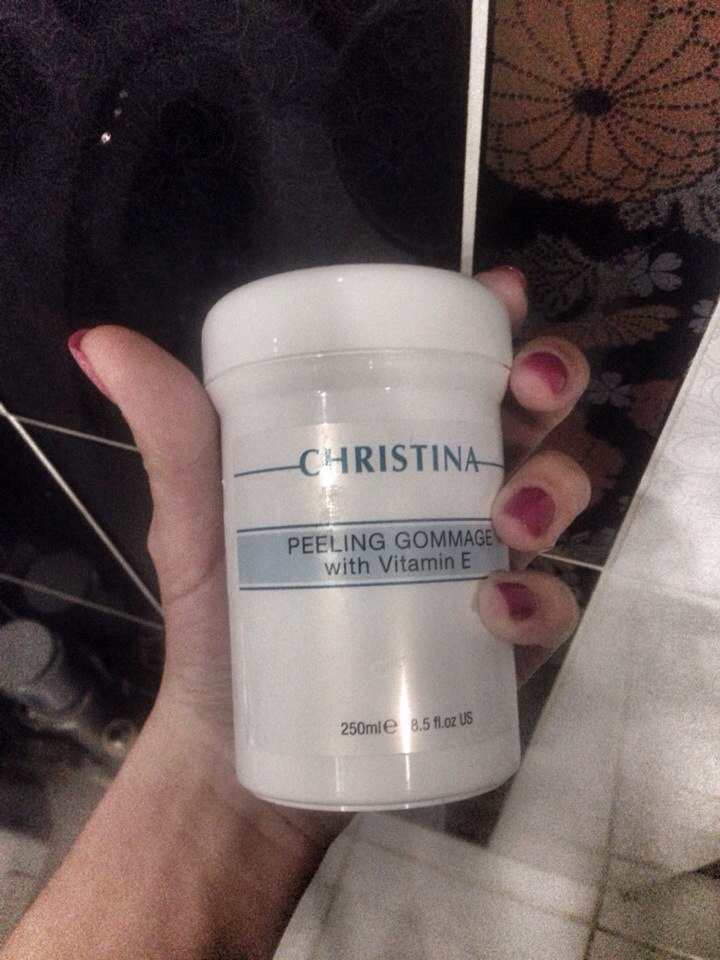 CHRISTINA
PEELING GOMMAGE
with Vitamin E
250ml℮ 8.5 fl.oz US